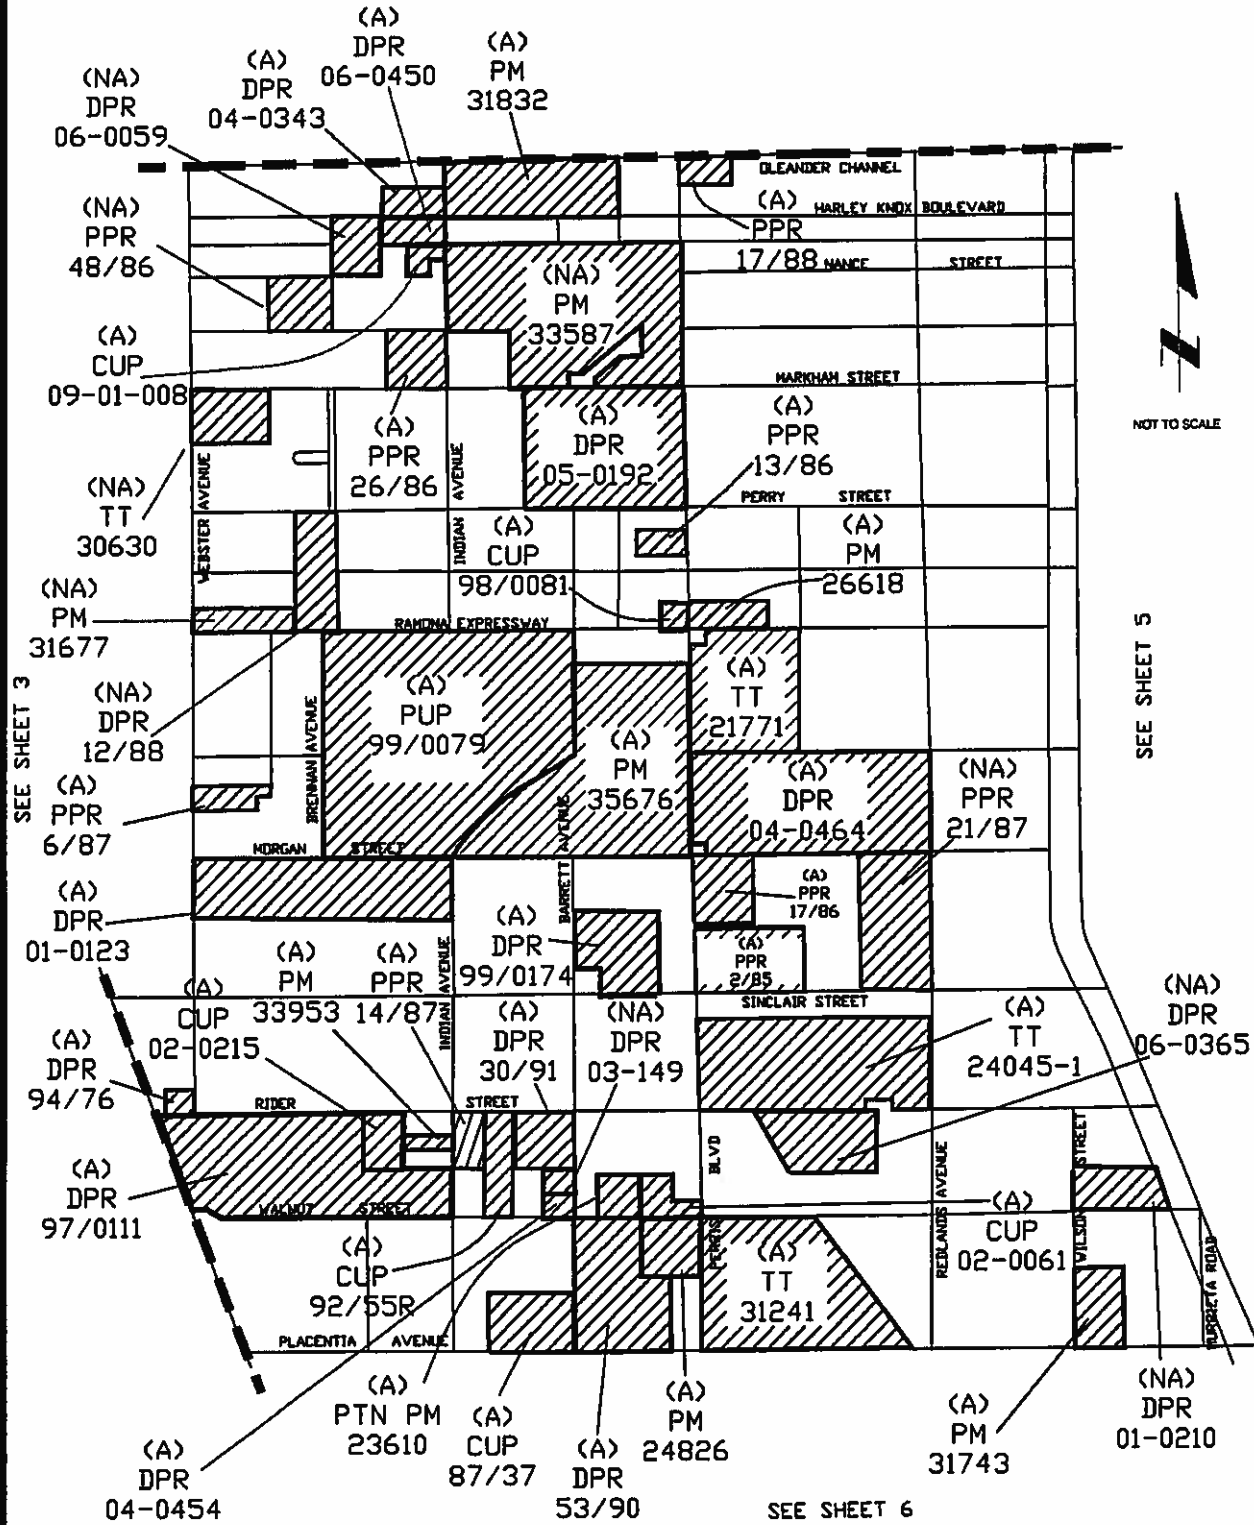 (A)
DPR
06-0450
(A)
PM
31832
(A)
DPR
04-0343
(NA)
DPR
06-0059
OLEANDER CHANNEL
(A)
PPR
17/88
HARLEY KNOX BOULEVARD
(NA)
PPR
48/86
NANCE STREET
(NA)
PM
33587
(A)
CUP
09-01-008
MARKHAM STREET
NOT TO SCALE
(A)
PPR
26/86
(A)
DPR
05-0192
(A)
PPR
13/86
WEBSTER AVENUE
INDIAN AVENUE
(NA)
TT
30630
PERRY STREET
(A)
CUP
98/0081
(A)
PM
26618
(NA)
PM
31677
RAMONA EXPRESSWAY
SEE SHEET 3
SEE SHEET 5
(NA)
DPR
12/88
(A)
PUP
99/0079
(A)
TT
21771
BRENNAN AVENUE
(A)
PM
35676
(A)
DPR
04-0464
(NA)
PPR
21/87
(A)
PPR
6/87
MORGAN STREET
BARRETT AVENUE
(A)
PPR
17/86
(A)
DPR
01-0123
(A)
DPR
99/0174
(A)
PPR
2/85
(A)
PM
33953
(A)
PPR
14/87
INDIAN AVENUE
SINCLAIR STREET
(A)
CUP
02-0215
(A)
DPR
30/91
(NA)
DPR
03-149
(A)
TT
24045-1
(NA)
DPR
06-0365
(A)
DPR
94/76
RIDER STREET
PERRIS BLVD
REDLANDS AVENUE
WILSON STREET
(A)
DPR
97/0111
WALNUT STREET
(A)
CUP
02-0061
(A)
CUP
92/55R
(A)
TT
31241
MURRIETA ROAD
PLACENTIA AVENUE
(A)
PTN PM
23610
(A)
CUP
87/37
(A)
DPR
53/90
(A)
PM
24826
(A)
PM
31743
(NA)
DPR
01-0210
(A)
DPR
04-0454
SEE SHEET 6